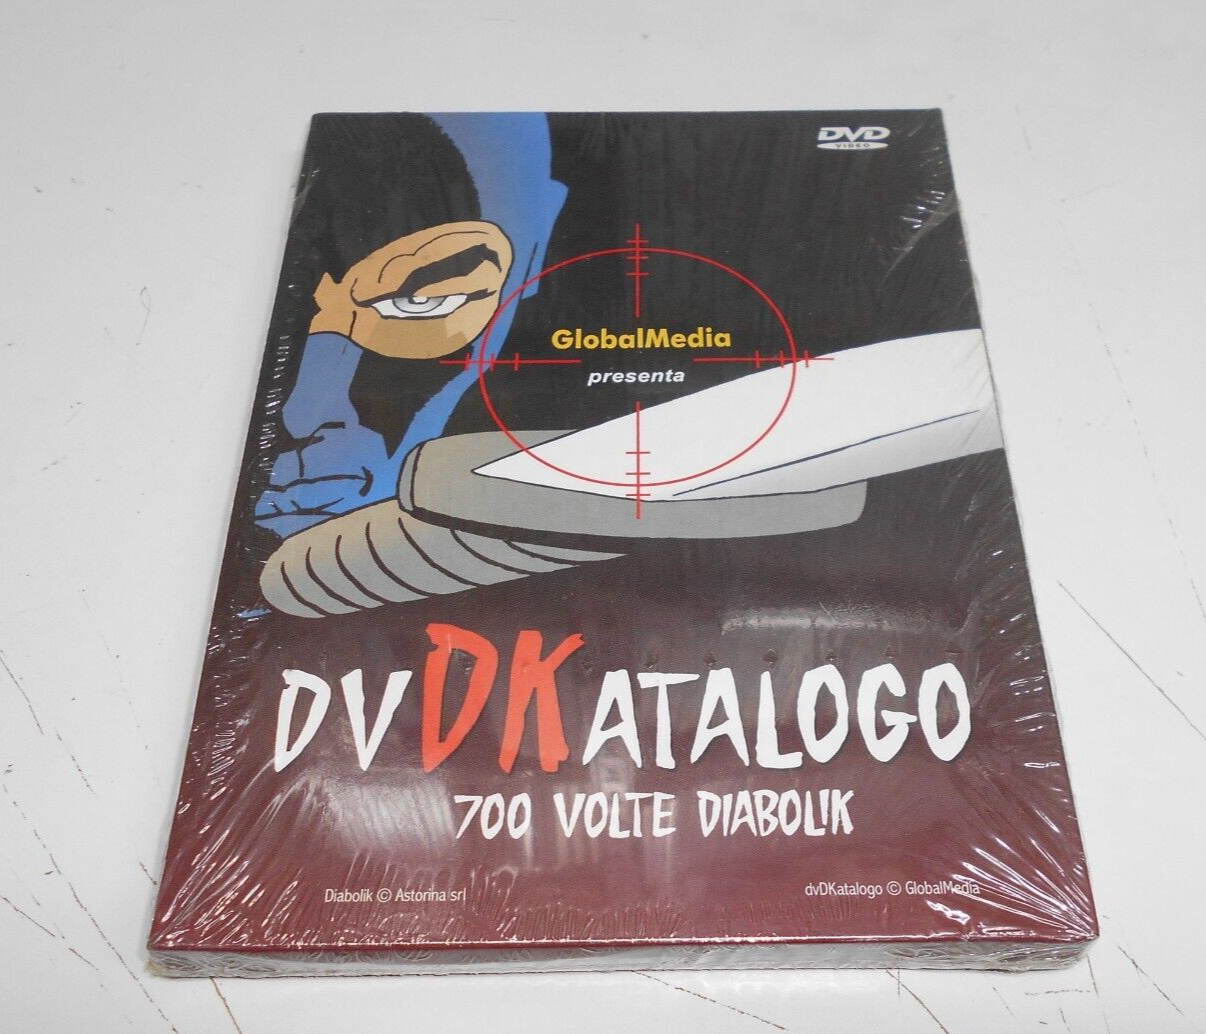 DVD
VIDEO
GlobalMedia
presenta
DVDKATALOGO
700 VOLTE DIABOLIK
Diabolik © Astorina srl
dvDKatalogo © GlobalMedia